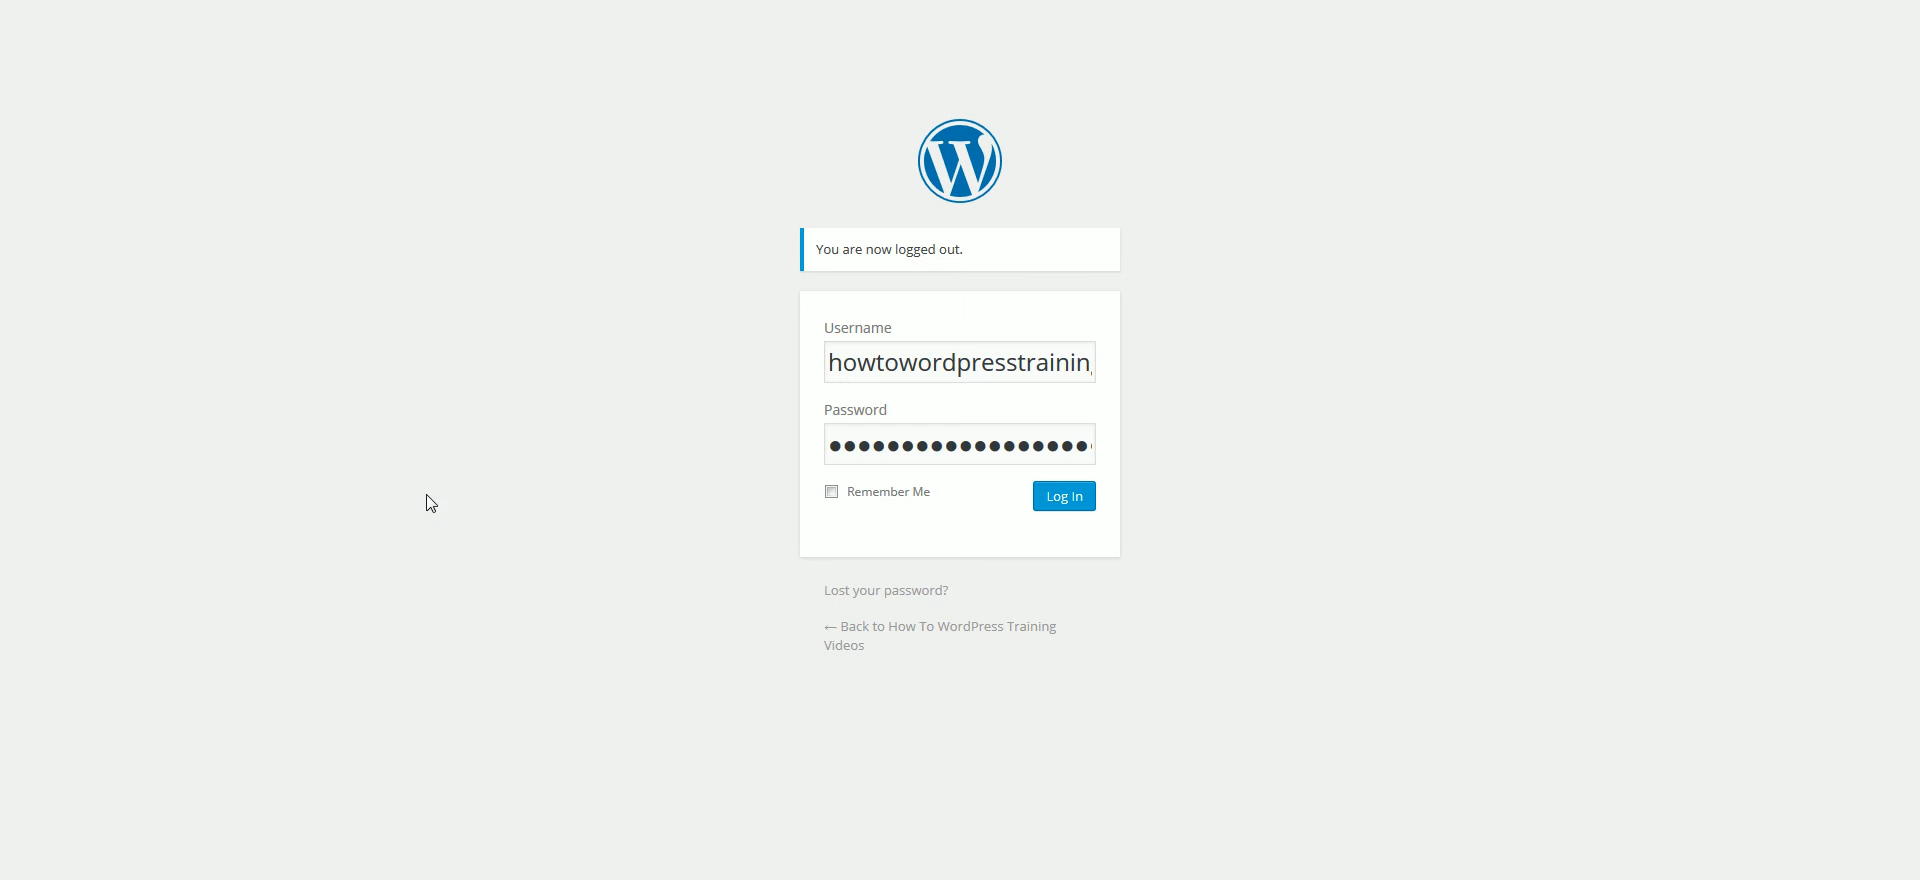 You are now logged out.
Username
howtowordpresstrainin
Password
Remember Me
Log In
Lost your password?
← Back to How To WordPress Training
Videos